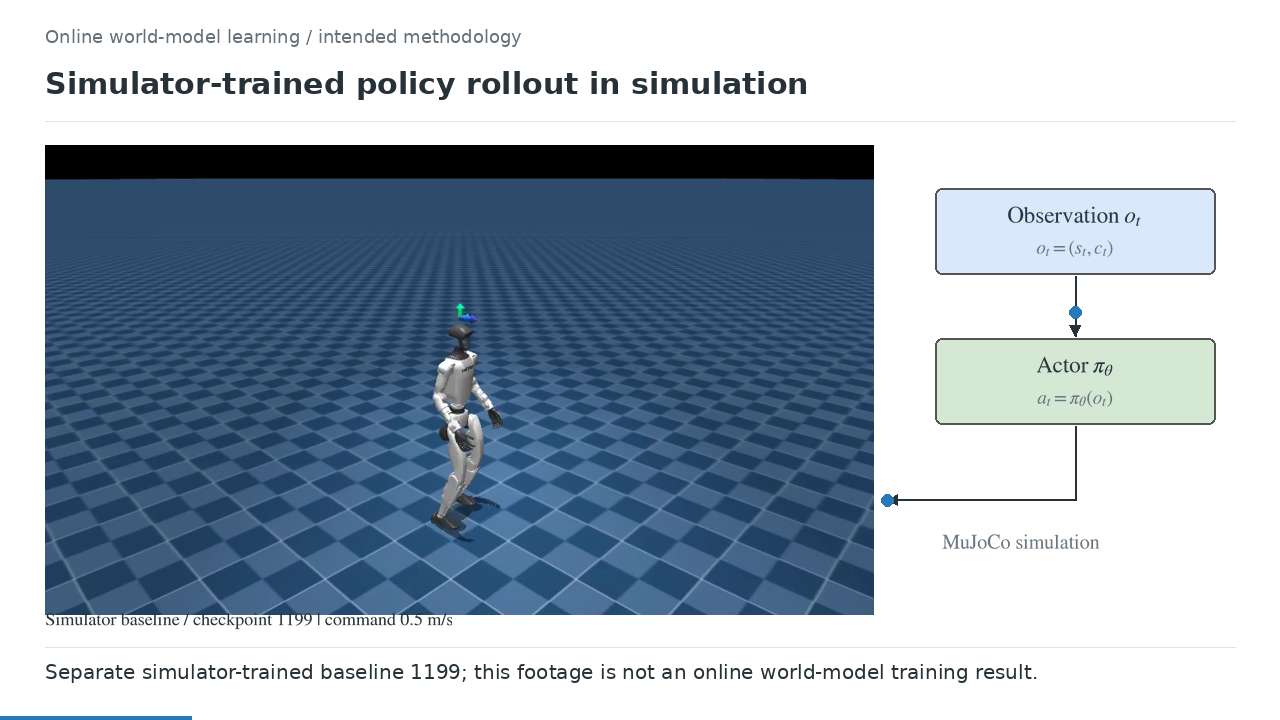 Online world-model learning / intended methodology
Simulator-trained policy rollout in simulation
Observation oₜ
oₜ = (sₜ, cₜ)
Actor π_θ
aₜ = π_θ(oₜ)
MuJoCo simulation
Simulator baseline / checkpoint 1199 | command 0.5 m/s
Separate simulator-trained baseline 1199; this footage is not an online world-model training result.